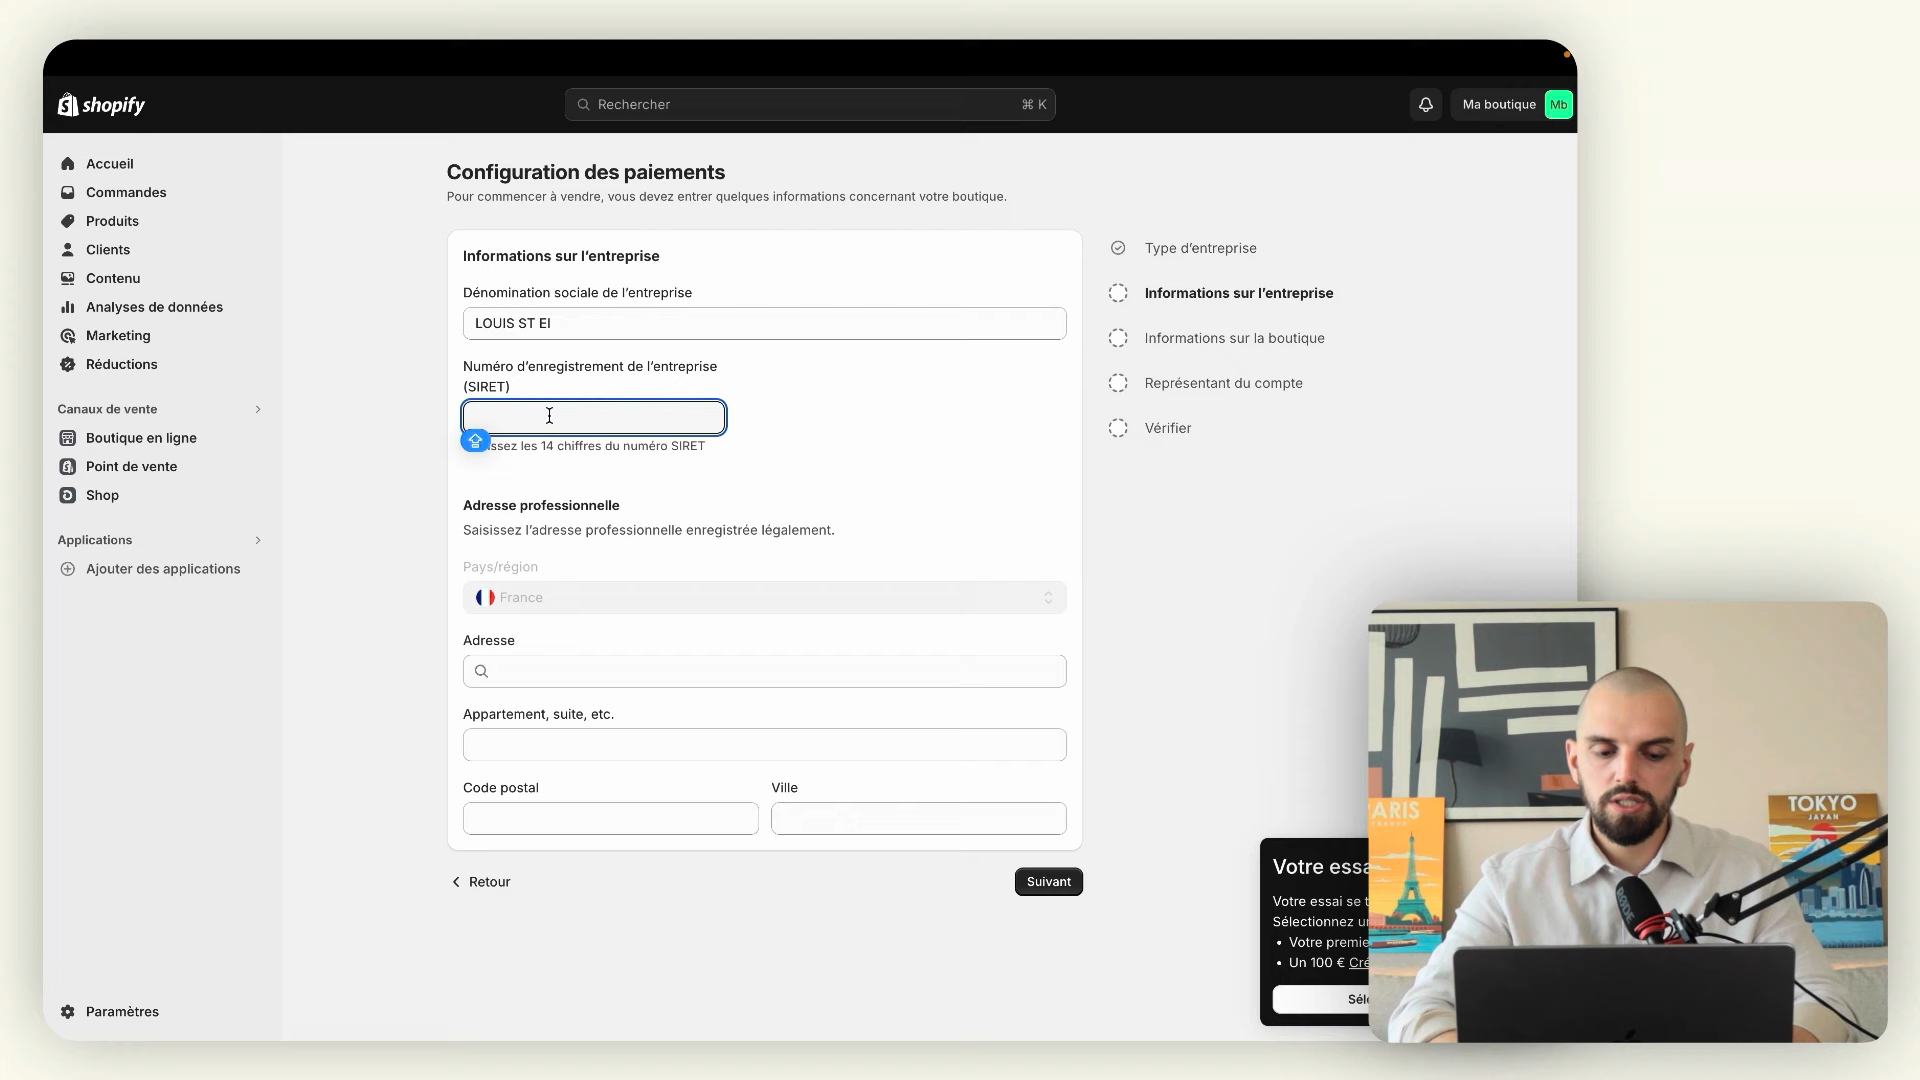 shopify
Rechercher
⌘ K
Ma boutique
Mb
Accueil
Commandes
Produits
Clients
Contenu
Analyses de données
Marketing
Réductions
Canaux de vente
Boutique en ligne
Point de vente
Shop
Applications
Ajouter des applications
Paramètres
Configuration des paiements
Pour commencer à vendre, vous devez entrer quelques informations concernant votre boutique.
Informations sur l'entreprise
Dénomination sociale de l'entreprise
LOUIS ST EI
Numéro d'enregistrement de l'entreprise
(SIRET)
les 14 chiffres du numéro SIRET
Adresse professionnelle
Saisissez l'adresse professionnelle enregistrée légalement.
Pays/région
France
Adresse
Appartement, suite, etc.
Code postal
Ville
Retour
Suivant
Type d'entreprise
Informations sur l'entreprise
Informations sur la boutique
Représentant du compte
Vérifier
Votre
Votre essai se
Sélectionnez
• Votre
• Un 100 €
TOKYO
JAPAN
RØDE